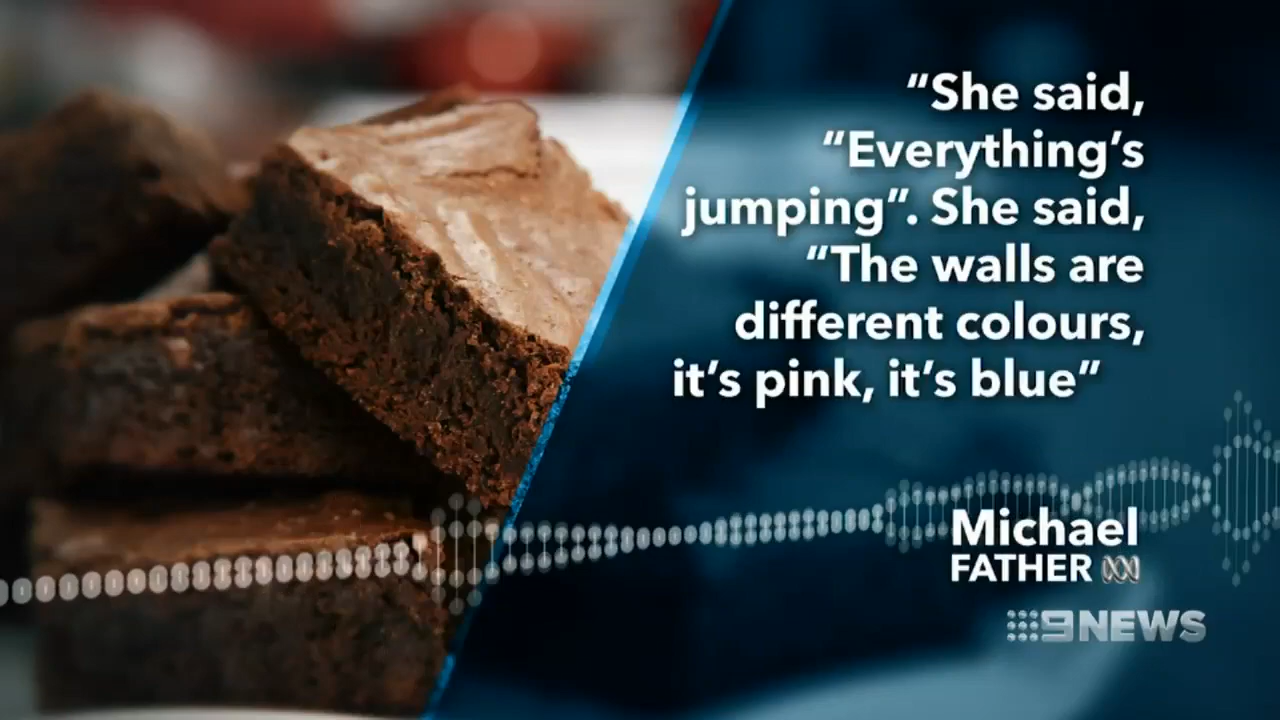 “She said,
“Everything’s
jumping”. She said,
“The walls are
different colours,
it’s pink, it’s blue”
Michael
FATHER
9NEWS